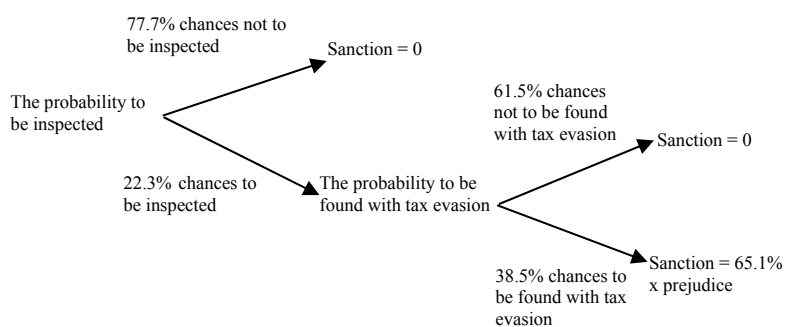 77.7% chances not to
be inspected
Sanction = 0
The probability to
be inspected
22.3% chances to
be inspected
The probability to be
found with tax evasion
61.5% chances
not to be found
with tax evasion
Sanction = 0
38.5% chances to
be found with tax
evasion
Sanction = 65.1%
x prejudice